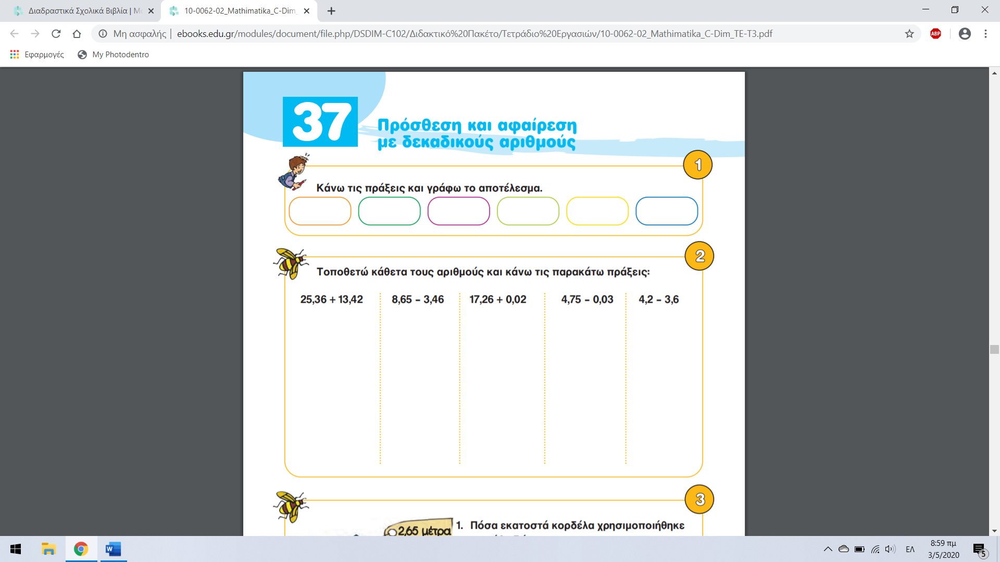 Διαδραστικά Σχολικά Βιβλία | Μα
10-0062-02_Mathimatika_C-Dim_
Μη ασφαλής | ebooks.edu.gr/modules/document/file.php/DSDIM-C102/Διδακτικό%20Πακέτο/Τετράδιο%20Εργασιών/10-0062-02_Mathimatika_C-Dim_TE-T3.pdf
ABP
Εφαρμογές My Photodentro
37
Πρόσθεση και αφαίρεση
με δεκαδικούς αριθμούς
1
Κάνω τις πράξεις και γράφω το αποτέλεσμα.
2
Τοποθετώ κάθετα τους αριθμούς και κάνω τις παρακάτω πράξεις:
25,36 + 13,42 8,65 – 3,46 17,26 + 0,02 4,75 – 0,03 4,2 – 3,6
3
2,65 μέτρα
1. Πόσα εκατοστά κορδέλα χρησιμοποιήθηκε
W
ΕΛ
8:59 πμ
3/5/2020
5